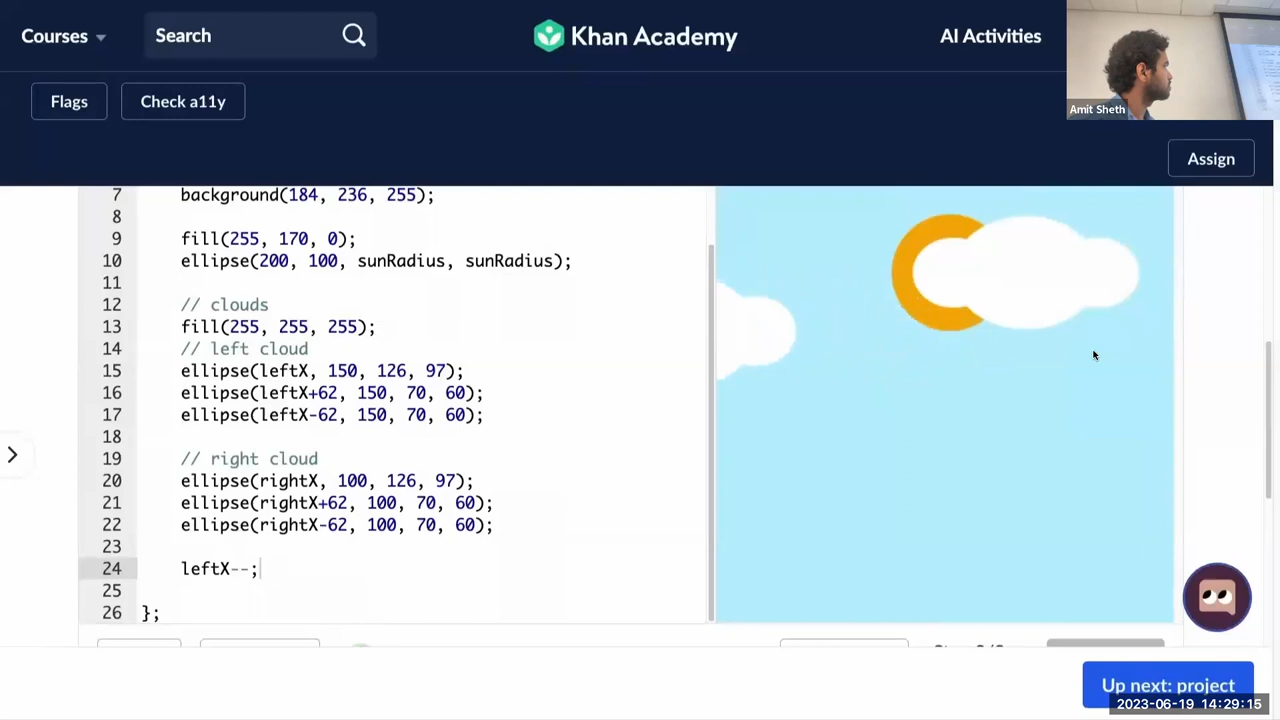 Courses
Search
Khan Academy
AI Activities
Amit Sheth
Flags
Check a11y
Assign
7 background(184, 236, 255);
8
9 fill(255, 170, 0);
10 ellipse(200, 100, sunRadius, sunRadius);
11
12 // clouds
13 fill(255, 255, 255);
14 // left cloud
15 ellipse(leftX, 150, 126, 97);
16 ellipse(leftX+62, 150, 70, 60);
17 ellipse(leftX-62, 150, 70, 60);
18
19 // right cloud
20 ellipse(rightX, 100, 126, 97);
21 ellipse(rightX+62, 100, 70, 60);
22 ellipse(rightX-62, 100, 70, 60);
23
24 leftX--;
25
26 };
Up next: project
2023-06-19 14:29:15